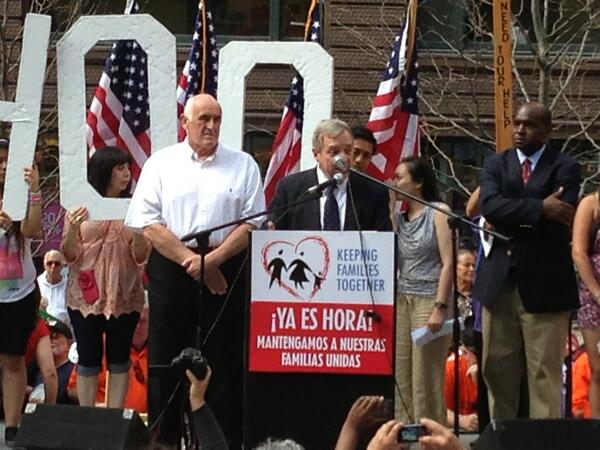 NEED YOUR HELP
KEEPING
FAMILIES
TOGETHER
¡YA ES HORA!
MANTENGAMOS A NUESTRAS
FAMILIAS UNIDAS